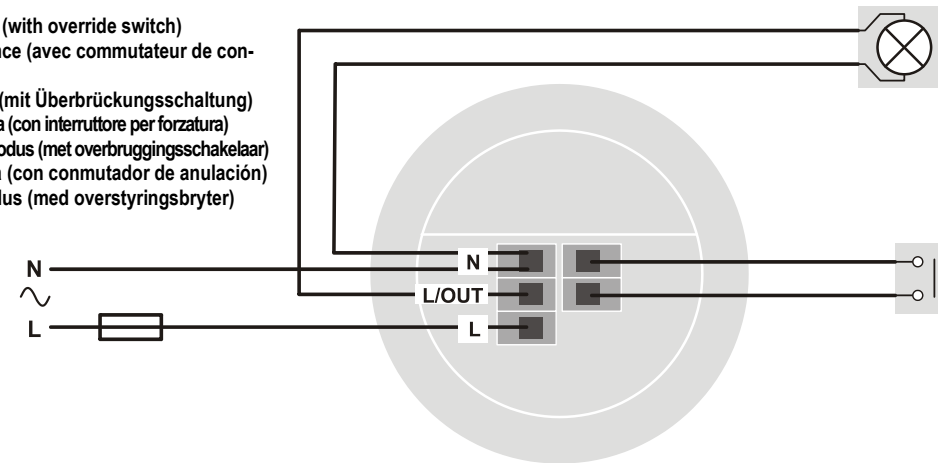 (with override switch)
nce (avec commutateur de con-
(mit Überbrückungsschaltung)
a (con interruttore per forzatura)
odus (met overbruggingsschakelaar)
a (con conmutador de anulación)
lus (med overstyringsbryter)
N
N
L/OUT
L
L